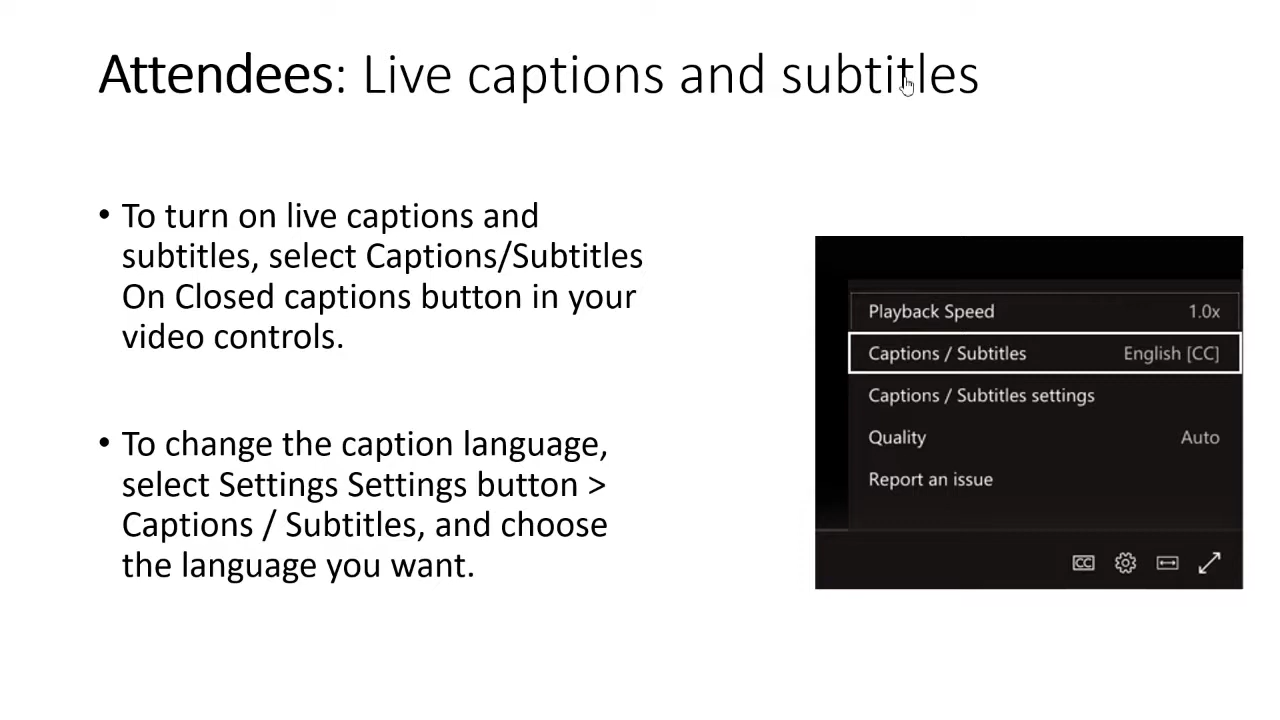 Attendees: Live captions and subtitles
• To turn on live captions and
subtitles, select Captions/Subtitles
On Closed captions button in your
video controls.
• To change the caption language,
select Settings Settings button >
Captions / Subtitles, and choose
the language you want.
Playback Speed 1.0x
Captions / Subtitles English [CC]
Captions / Subtitles settings
Quality Auto
Report an issue
CC